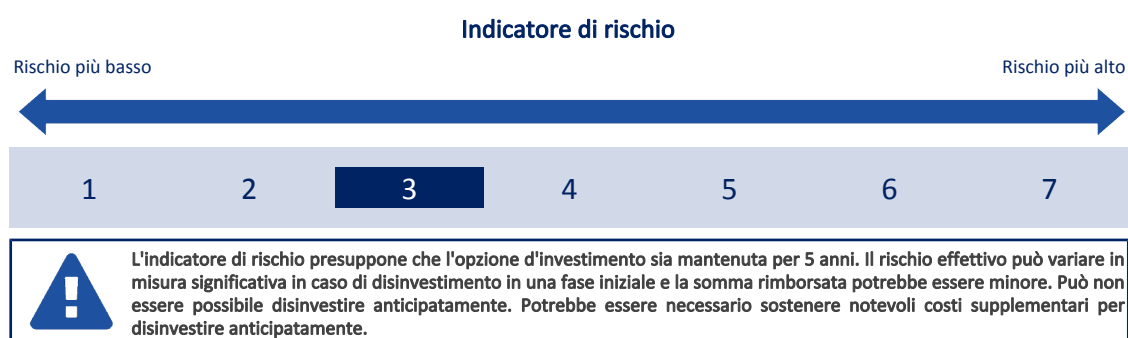 Indicatore di rischio
Rischio più basso
Rischio più alto
1 2 3 4 5 6 7
L'indicatore di rischio presuppone che l'opzione d'investimento sia mantenuta per 5 anni. Il rischio effettivo può variare in
misura significativa in caso di disinvestimento in una fase iniziale e la somma rimborsata potrebbe essere minore. Può non
essere possibile disinvestire anticipatamente. Potrebbe essere necessario sostenere notevoli costi supplementari per
disinvestire anticipatamente.